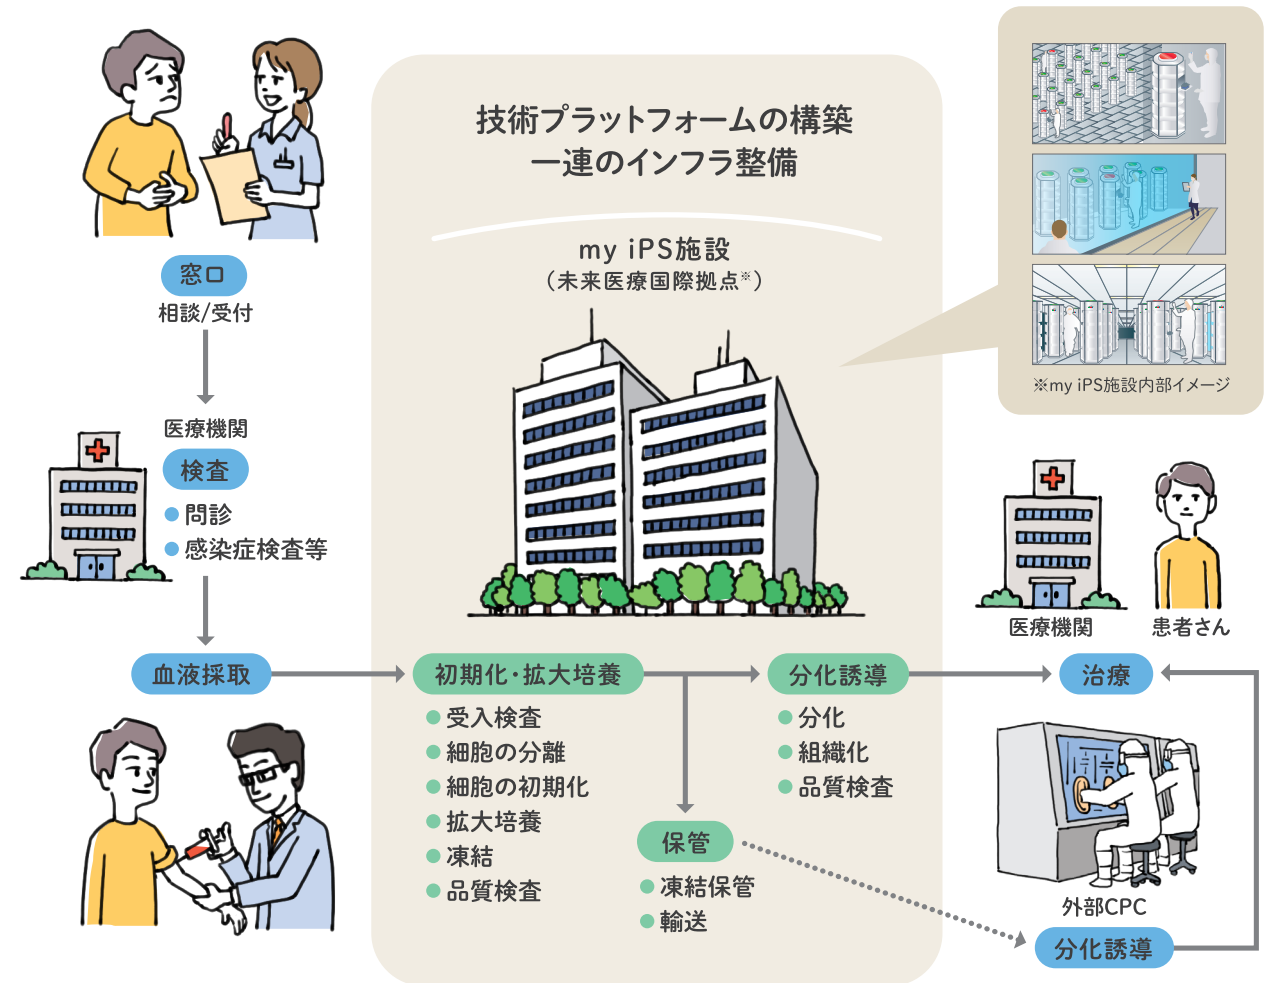 技術プラットフォームの構築
一連のインフラ整備
my iPS施設
（未来医療国際拠点※）
※my iPS施設内部イメージ
窓口
相談/受付
医療機関
検査
問診
感染症検査等
血液採取
初期化・拡大培養
受入検査
細胞の分離
細胞の初期化
拡大培養
凍結
品質検査
保管
凍結保管
輸送
分化誘導
分化
組織化
品質検査
医療機関
患者さん
治療
外部CPC
分化誘導